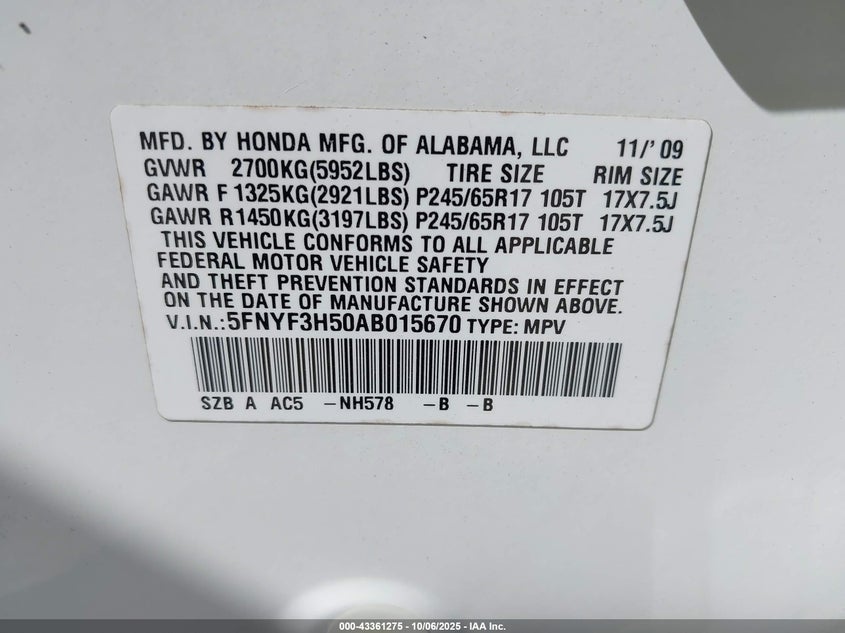 MFD. BY HONDA MFG. OF ALABAMA, LLC 11/'09
GVWR 2700KG(5952LBS) TIRE SIZE RIM SIZE
GAWR F 1325KG(2921LBS) P245/65R17 105T 17X7.5J
GAWR R1450KG(3197LBS) P245/65R17 105T 17X7.5J
THIS VEHICLE CONFORMS TO ALL APPLICABLE
FEDERAL MOTOR VEHICLE SAFETY
AND THEFT PREVENTION STANDARDS IN EFFECT
ON THE DATE OF MANUFACTURE SHOWN ABOVE.
V.I.N.:5FNYF3H50AB015670 TYPE: MPV
SZB A AC5 -NH578 -B -B
000-43361275 - 10/06/2025 - IAA Inc.